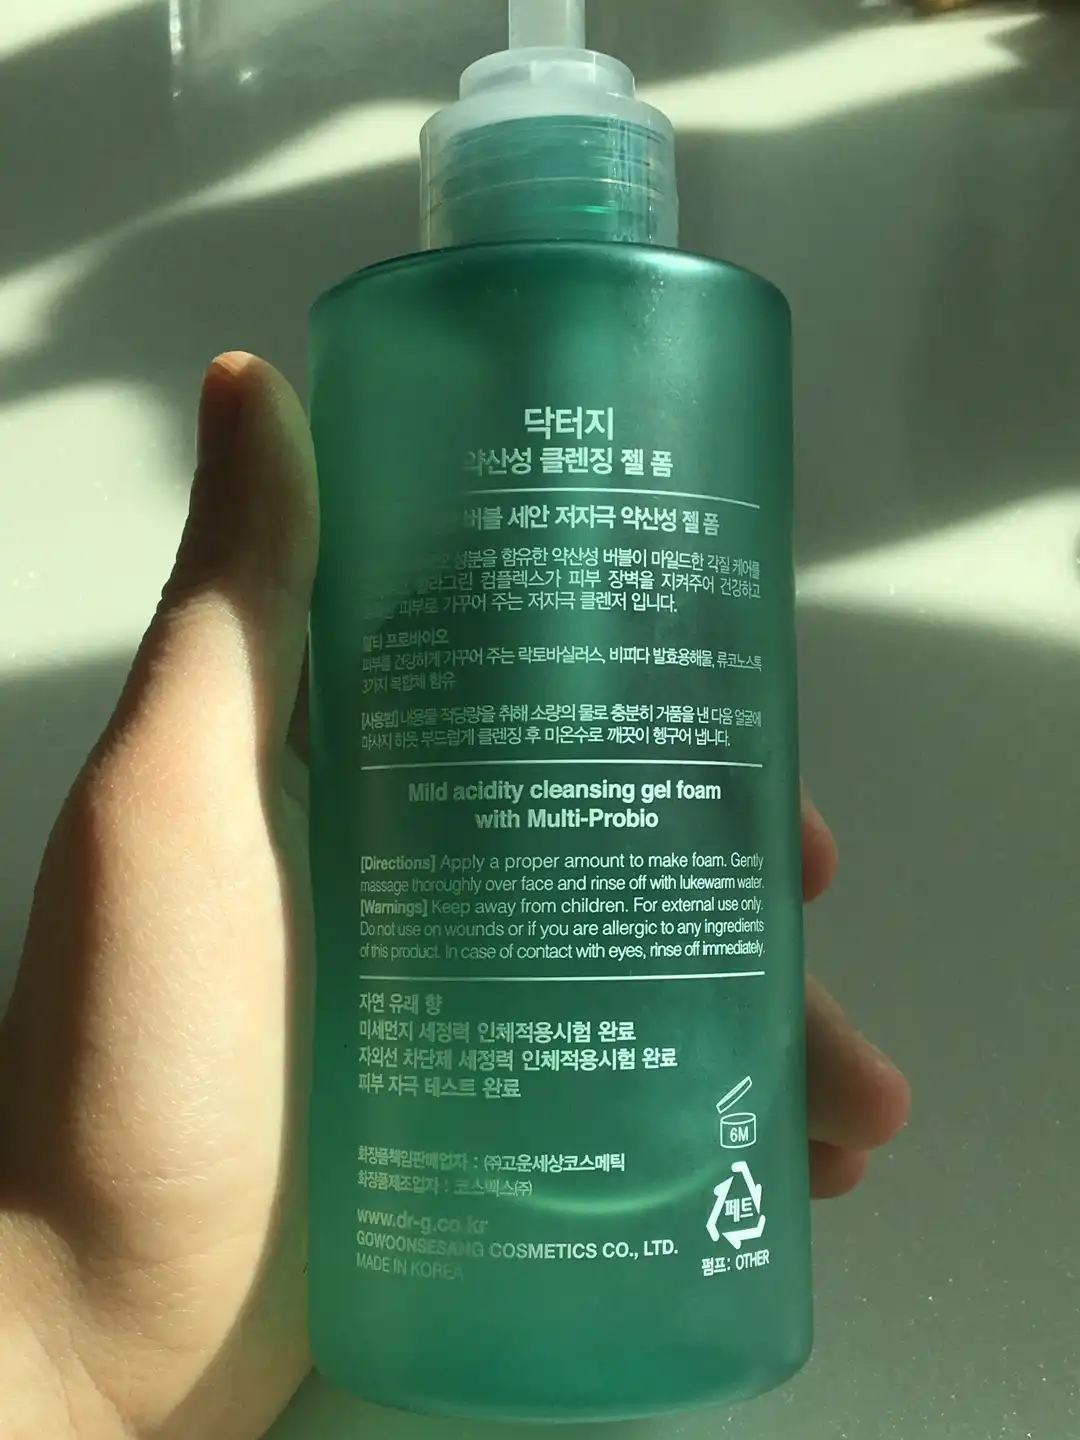 닥터지
약산성 클렌징 젤 폼
버블 세안 저자극 약산성 젤 폼
성분을 함유한 약산성 버블이 마일드한 각질 케어를
컴플렉스가 피부 장벽을 지켜주어 건강하고
피부로 가꾸어 주는 저자극 클렌저 입니다.
멀티 프로바이오
피부를 건강하게 가꾸어 주는 락토바실러스, 비피다 발효용해물, 류코노스톡
3가지 복합체 함유
[사용법] 내용물 적당량을 취해 소량의 물로 충분히 거품을 낸 다음 얼굴에
마사지 하듯 부드럽게 클렌징 후 미온수로 깨끗이 헹구어 냅니다.
Mild acidity cleansing gel foam
with Multi-Probio
[Directions] Apply a proper amount to make foam. Gently
massage thoroughly over face and rinse off with lukewarm water.
[Warnings] Keep away from children. For external use only.
Do not use on wounds or if you are allergic to any ingredients
of this product. In case of contact with eyes, rinse off immediately.
자연 유래 향
미세먼지 세정력 인체적용시험 완료
자외선 차단제 세정력 인체적용시험 완료
피부 자극 테스트 완료
6M
화장품책임판매업자 : ㈜고운세상코스메틱
화장품제조업자 : 코스맥스㈜
페트
www.dr-g.co.kr
GOWOONSESANG COSMETICS CO., LTD.
MADE IN KOREA
펌프: OTHER